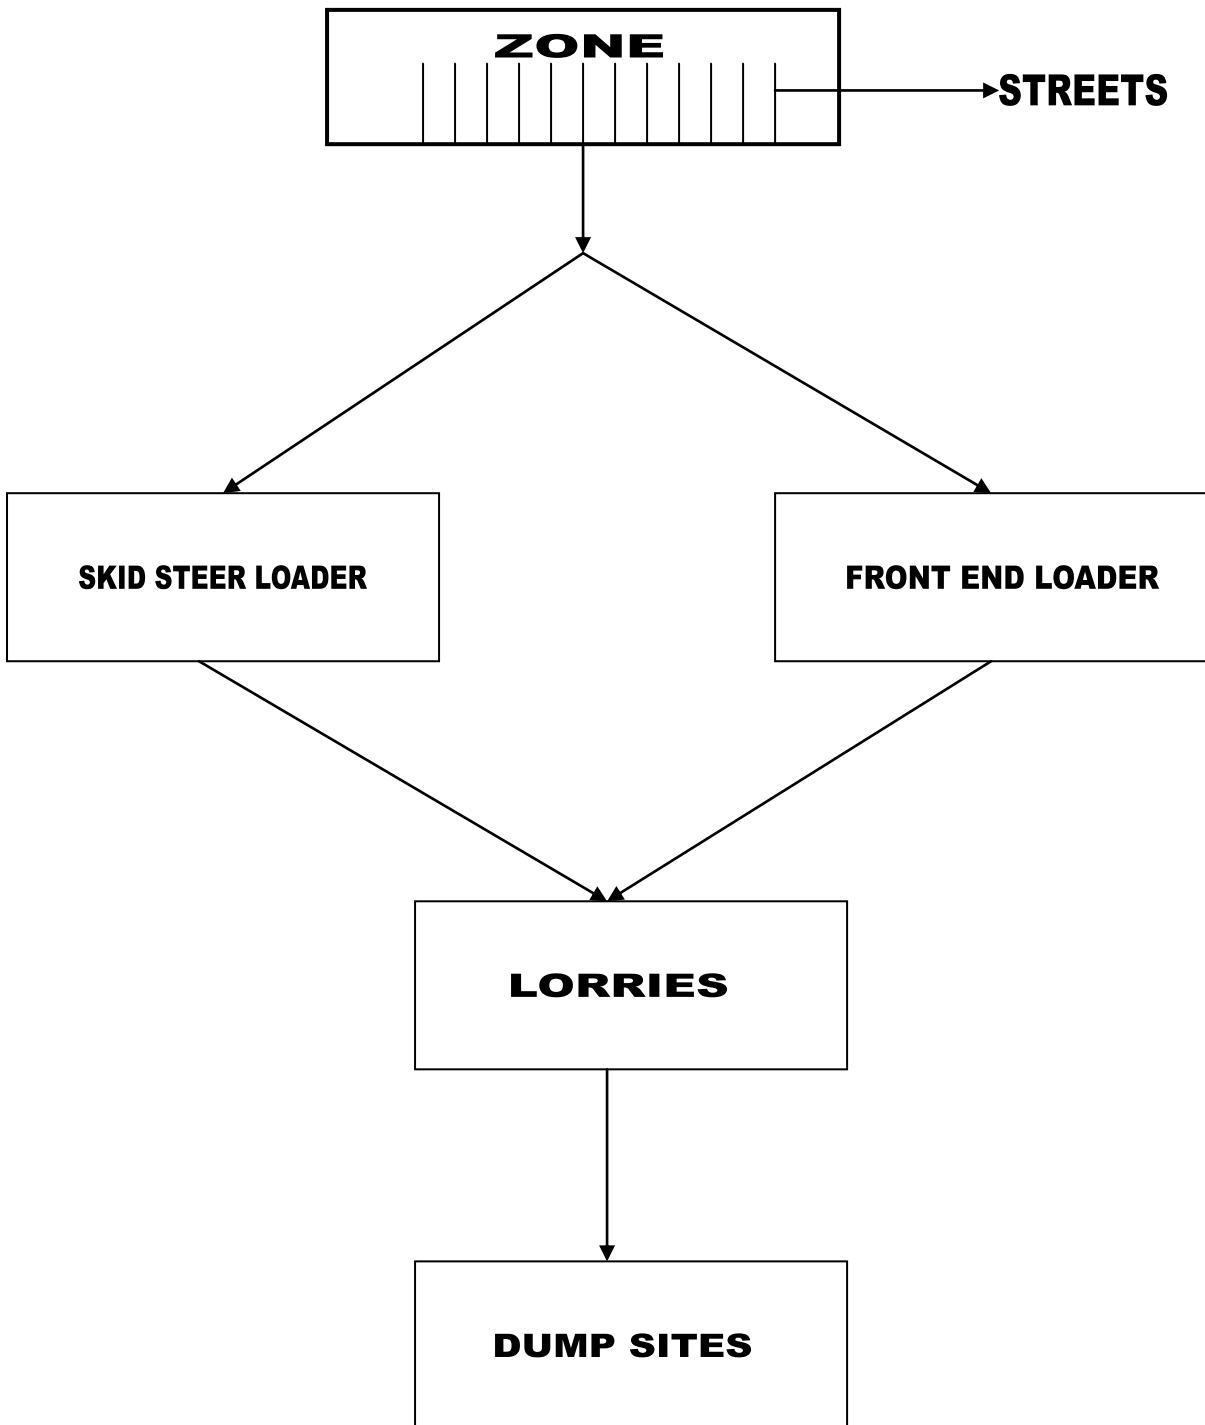 ZONE
STREETS
SKID STEER LOADER
FRONT END LOADER
LORRIES
DUMP SITES